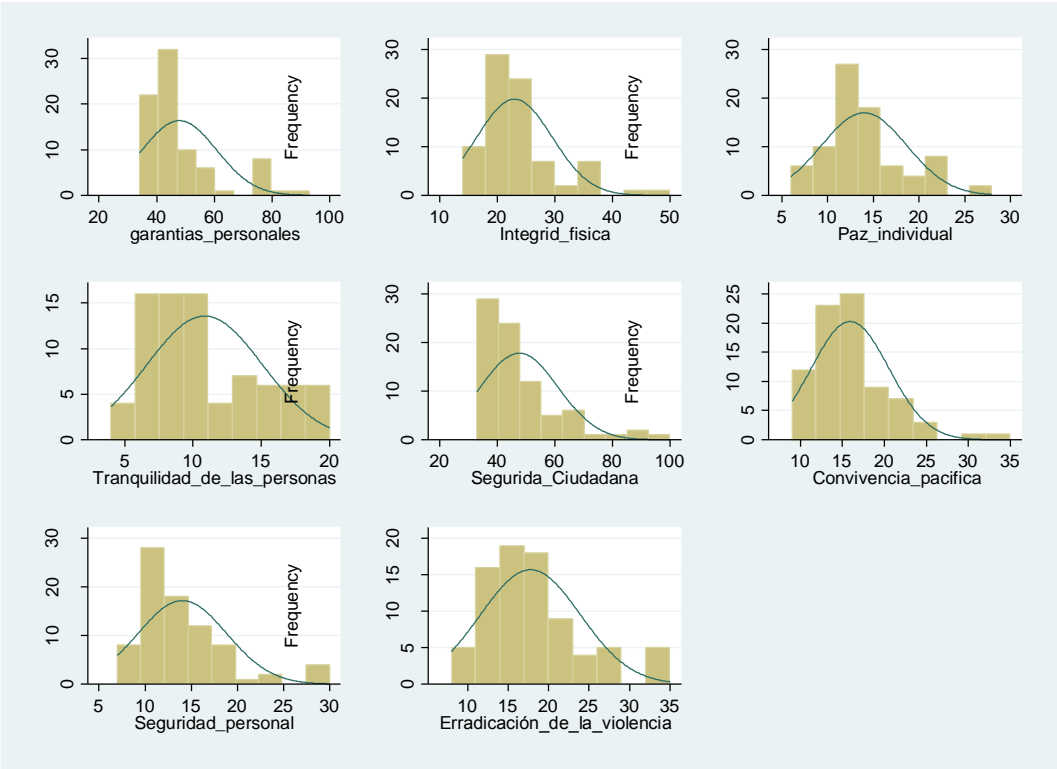 0 10 20 30
20 40 60 80 100
garantias_personales
Frequency
0 10 20 30
10 20 30 40 50
Integrid_fisica
Frequency
0 10 20 30
5 10 15 20 25 30
Paz_individual
0 5 10 15
5 10 15 20
Tranquilidad_de_las_personas
Frequency
0 10 20 30
20 40 60 80 100
Segurida_Ciudadana
Frequency
0 5 10 15 20 25
10 15 20 25 30 35
Convivencia_pacifica
0 10 20 30
5 10 15 20 25 30
Seguridad_personal
Frequency
0 5 10 15 20
10 15 20 25 30 35
Erradicación_de_la_violencia